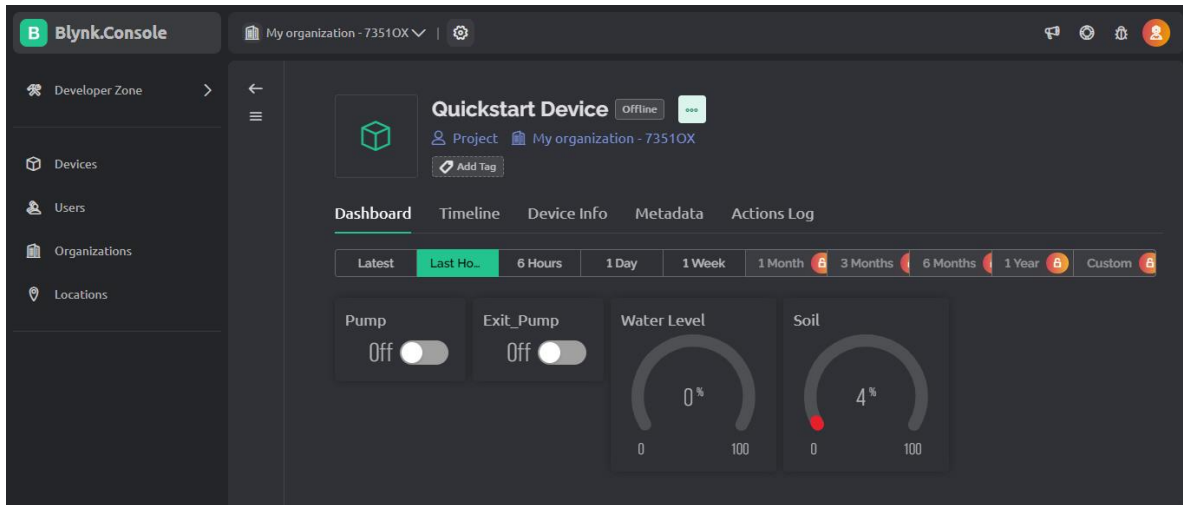 B Blynk.Console
My organization - 7351OX
Developer Zone
Devices
Users
Organizations
Locations
Quickstart Device Offline
Project My organization - 7351OX
Add Tag
Dashboard Timeline Device Info Metadata Actions Log
Latest Last Ho... 6 Hours 1 Day 1 Week 1 Month 3 Months 6 Months 1 Year Custom
Pump Exit_Pump Water Level Soil
Off Off
0% 4%
0 100 0 100